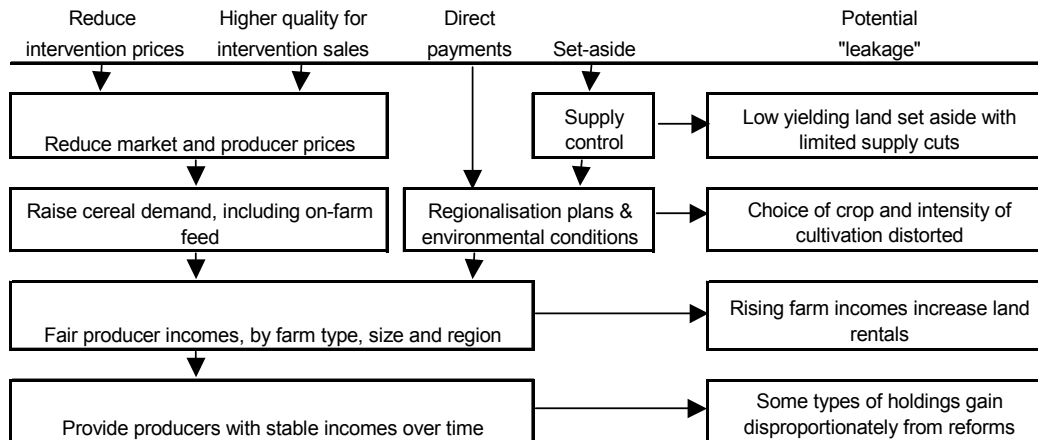 Reduce
intervention prices
Higher quality for
intervention sales
Direct
payments
Set-aside
Potential
"leakage"
Reduce market and producer prices
Supply
control
Low yielding land set aside with
limited supply cuts
Raise cereal demand, including on-farm
feed
Regionalisation plans &
environmental conditions
Choice of crop and intensity of
cultivation distorted
Fair producer incomes, by farm type, size and region
Rising farm incomes increase land
rentals
Provide producers with stable incomes over time
Some types of holdings gain
disproportionately from reforms